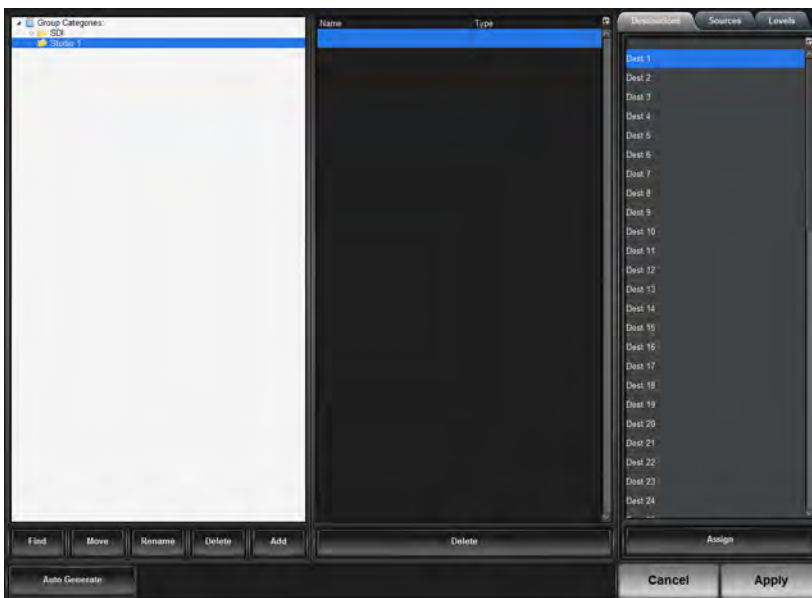 Group Categories:
SDI
Studio 1
Name Type
Destinations Sources Levels
Dest 1
Dest 2
Dest 3
Dest 4
Dest 5
Dest 6
Dest 7
Dest 8
Dest 9
Dest 10
Dest 11
Dest 12
Dest 13
Dest 14
Dest 15
Dest 16
Dest 17
Dest 18
Dest 19
Dest 20
Dest 21
Dest 22
Dest 23
Dest 24
Find Move Rename Delete Add
Delete
Assign
Auto Generate
Cancel Apply